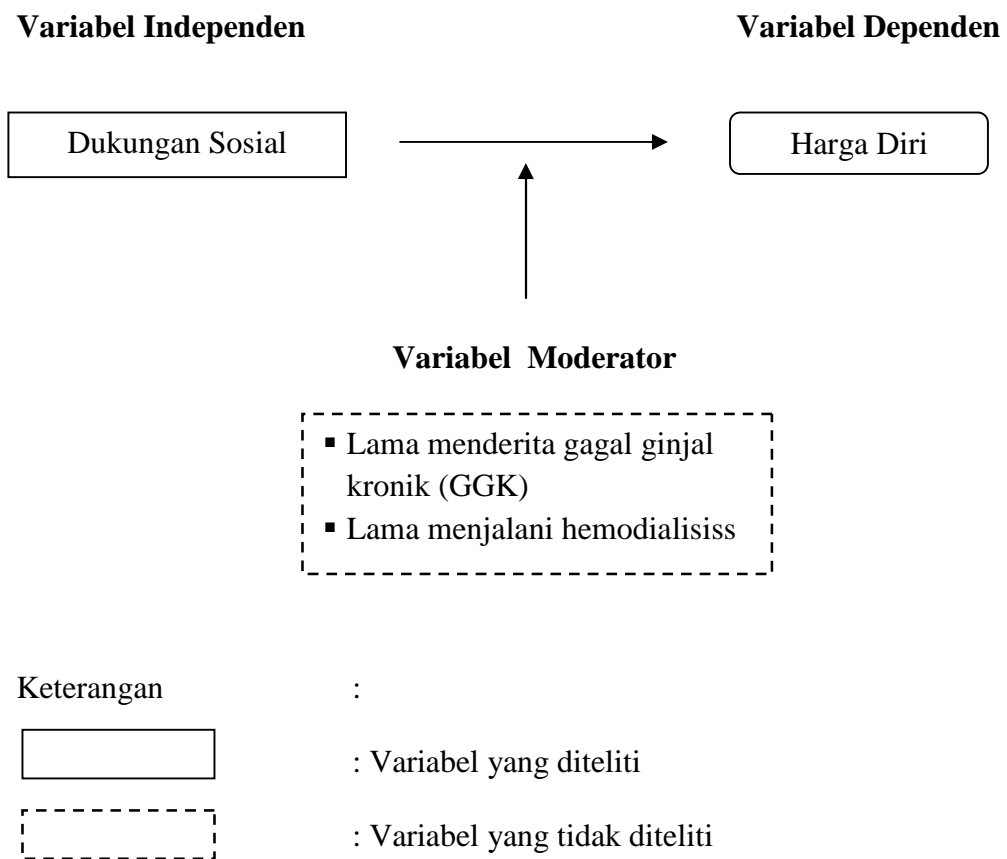 Variabel Independen Variabel Dependen
Dukungan Sosial Harga Diri
Variabel Moderator
▪ Lama menderita gagal ginjal
kronik (GGK)
▪ Lama menjalani hemodialisiss
Keterangan :
: Variabel yang diteliti
: Variabel yang tidak diteliti